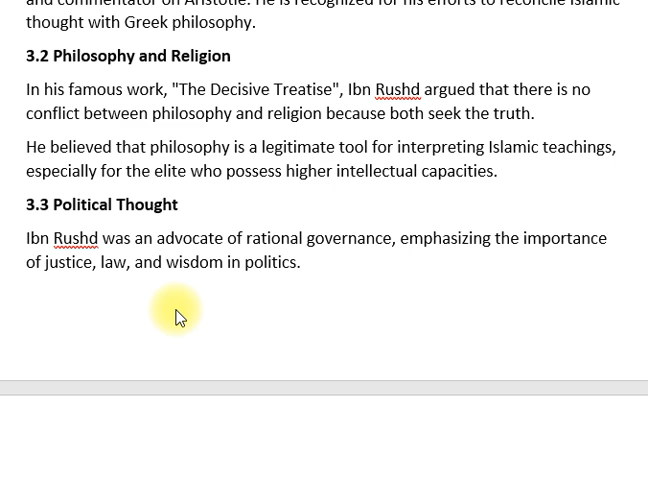 and commentator on Aristotle. He is recognized for his efforts to reconcile Islamic
thought with Greek philosophy.
3.2 Philosophy and Religion
In his famous work, "The Decisive Treatise", Ibn Rushd argued that there is no
conflict between philosophy and religion because both seek the truth.
He believed that philosophy is a legitimate tool for interpreting Islamic teachings,
especially for the elite who possess higher intellectual capacities.
3.3 Political Thought
Ibn Rushd was an advocate of rational governance, emphasizing the importance
of justice, law, and wisdom in politics.